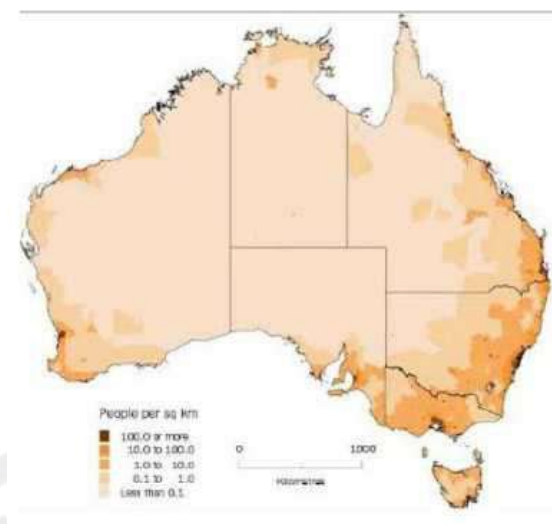 People per sq km
100.0 or more
10.0 to 100.0
1.0 to 10.0
0.1 to 1.0
Less than 0.1
0 1000
Kilometres